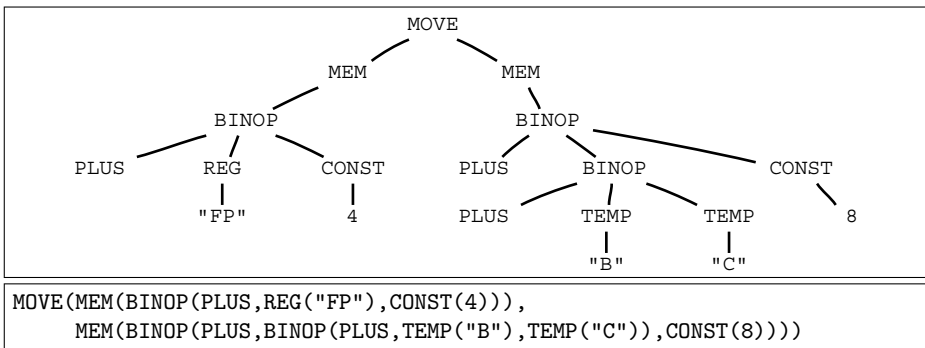 MOVE
MEM MEM
BINOP BINOP
PLUS REG CONST PLUS BINOP CONST
"FP" 4 PLUS TEMP TEMP 8
"B" "C"
MOVE(MEM(BINOP(PLUS,REG("FP"),CONST(4))),
MEM(BINOP(PLUS,BINOP(PLUS,TEMP("B"),TEMP("C")),CONST(8))))